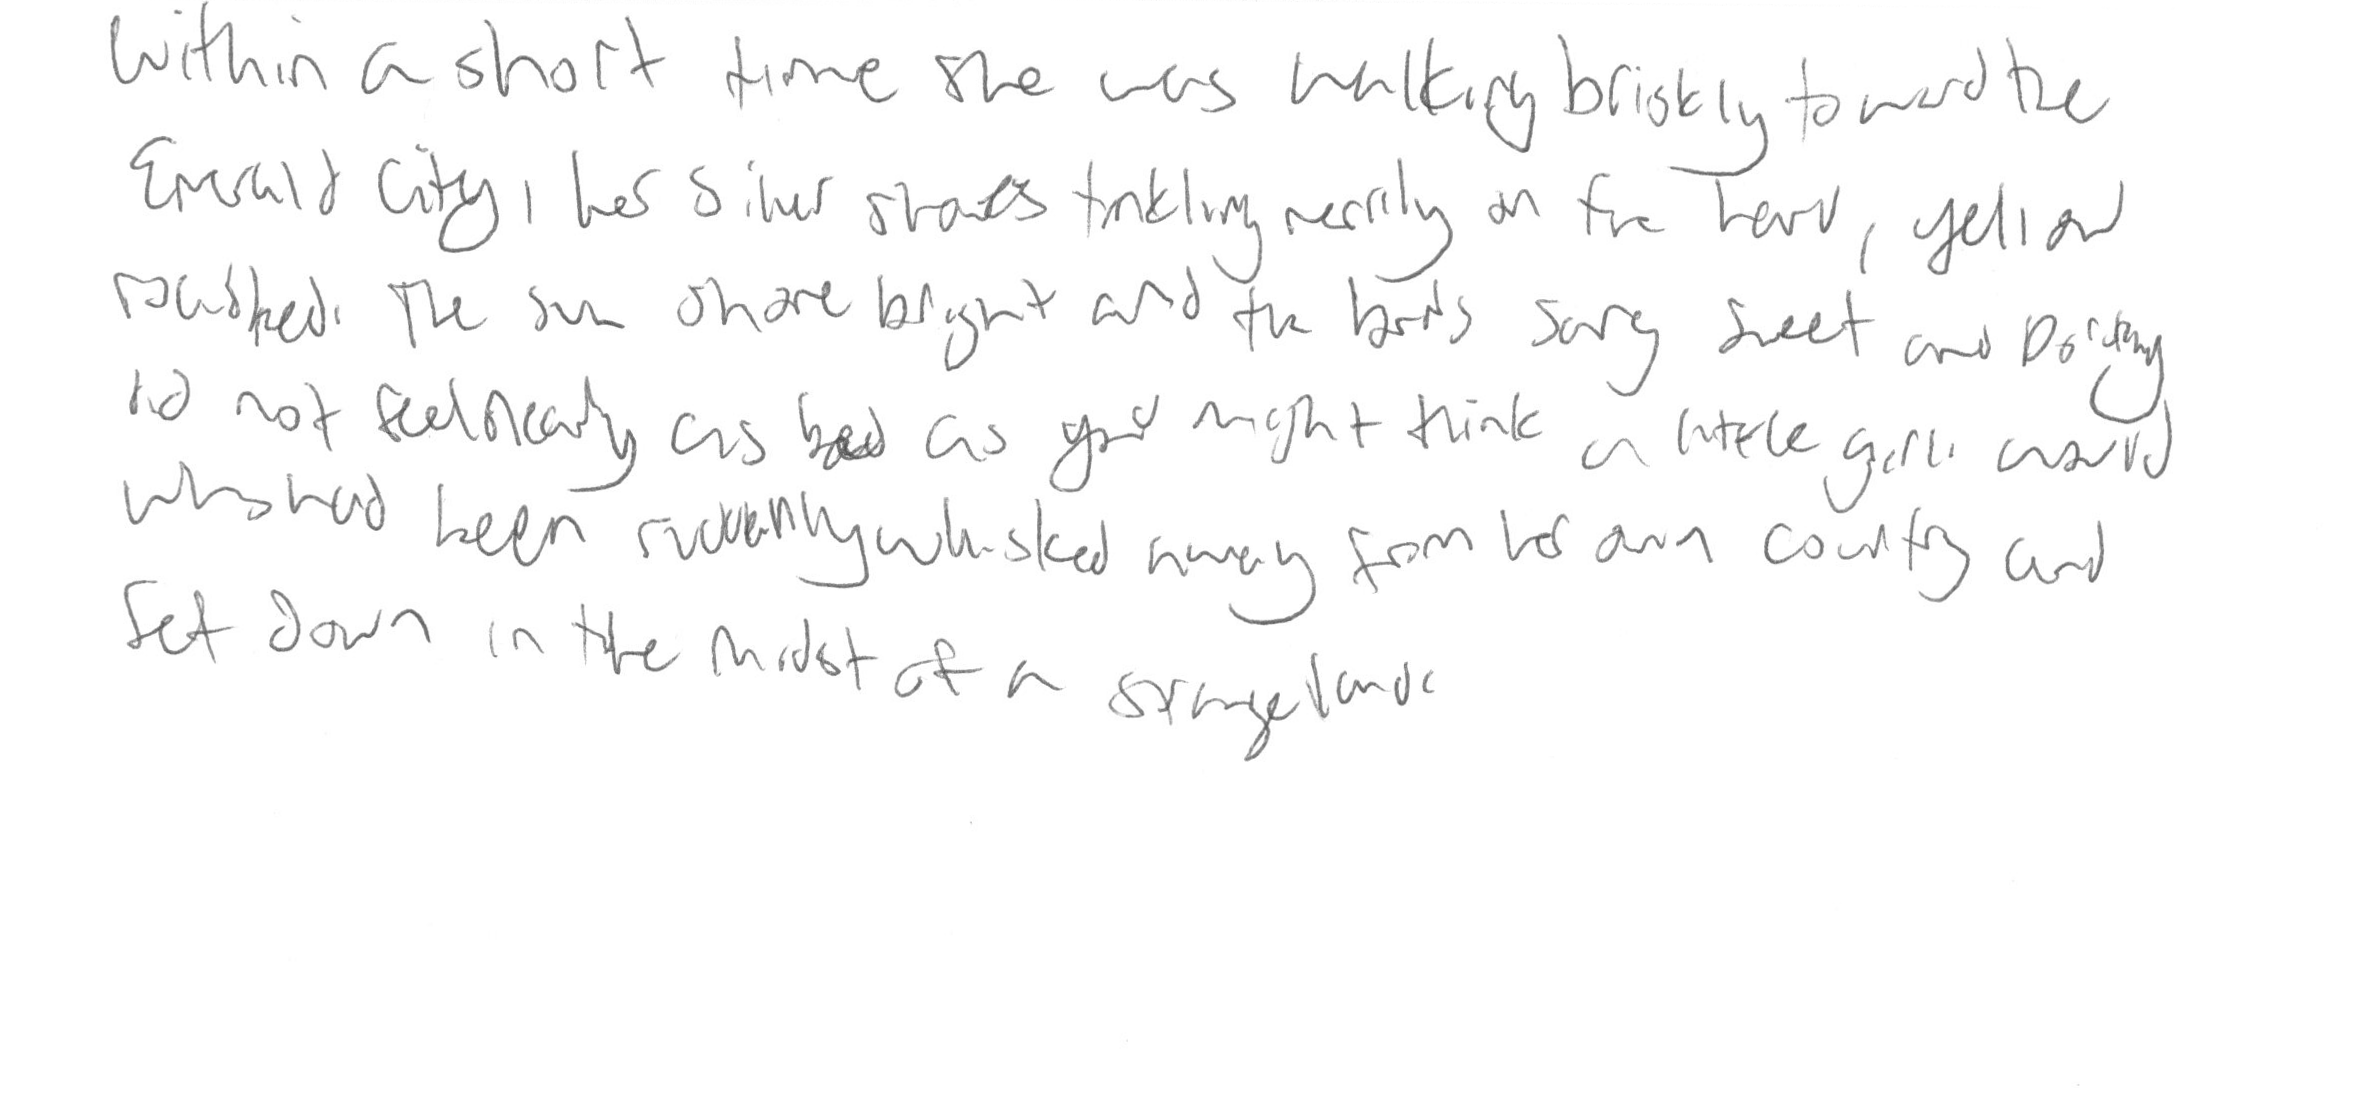 Within a short time she was walking briskly toward the
Emerald City, her Silver shoes tinkling merrily on the hard, yellow
roadbed. The sun shone bright and the birds sang sweet and Dorothy
did not feel nearly as bad as you might think a little girl would
who had been suddenly whisked away from her own country and
set down in the midst of a strange land.